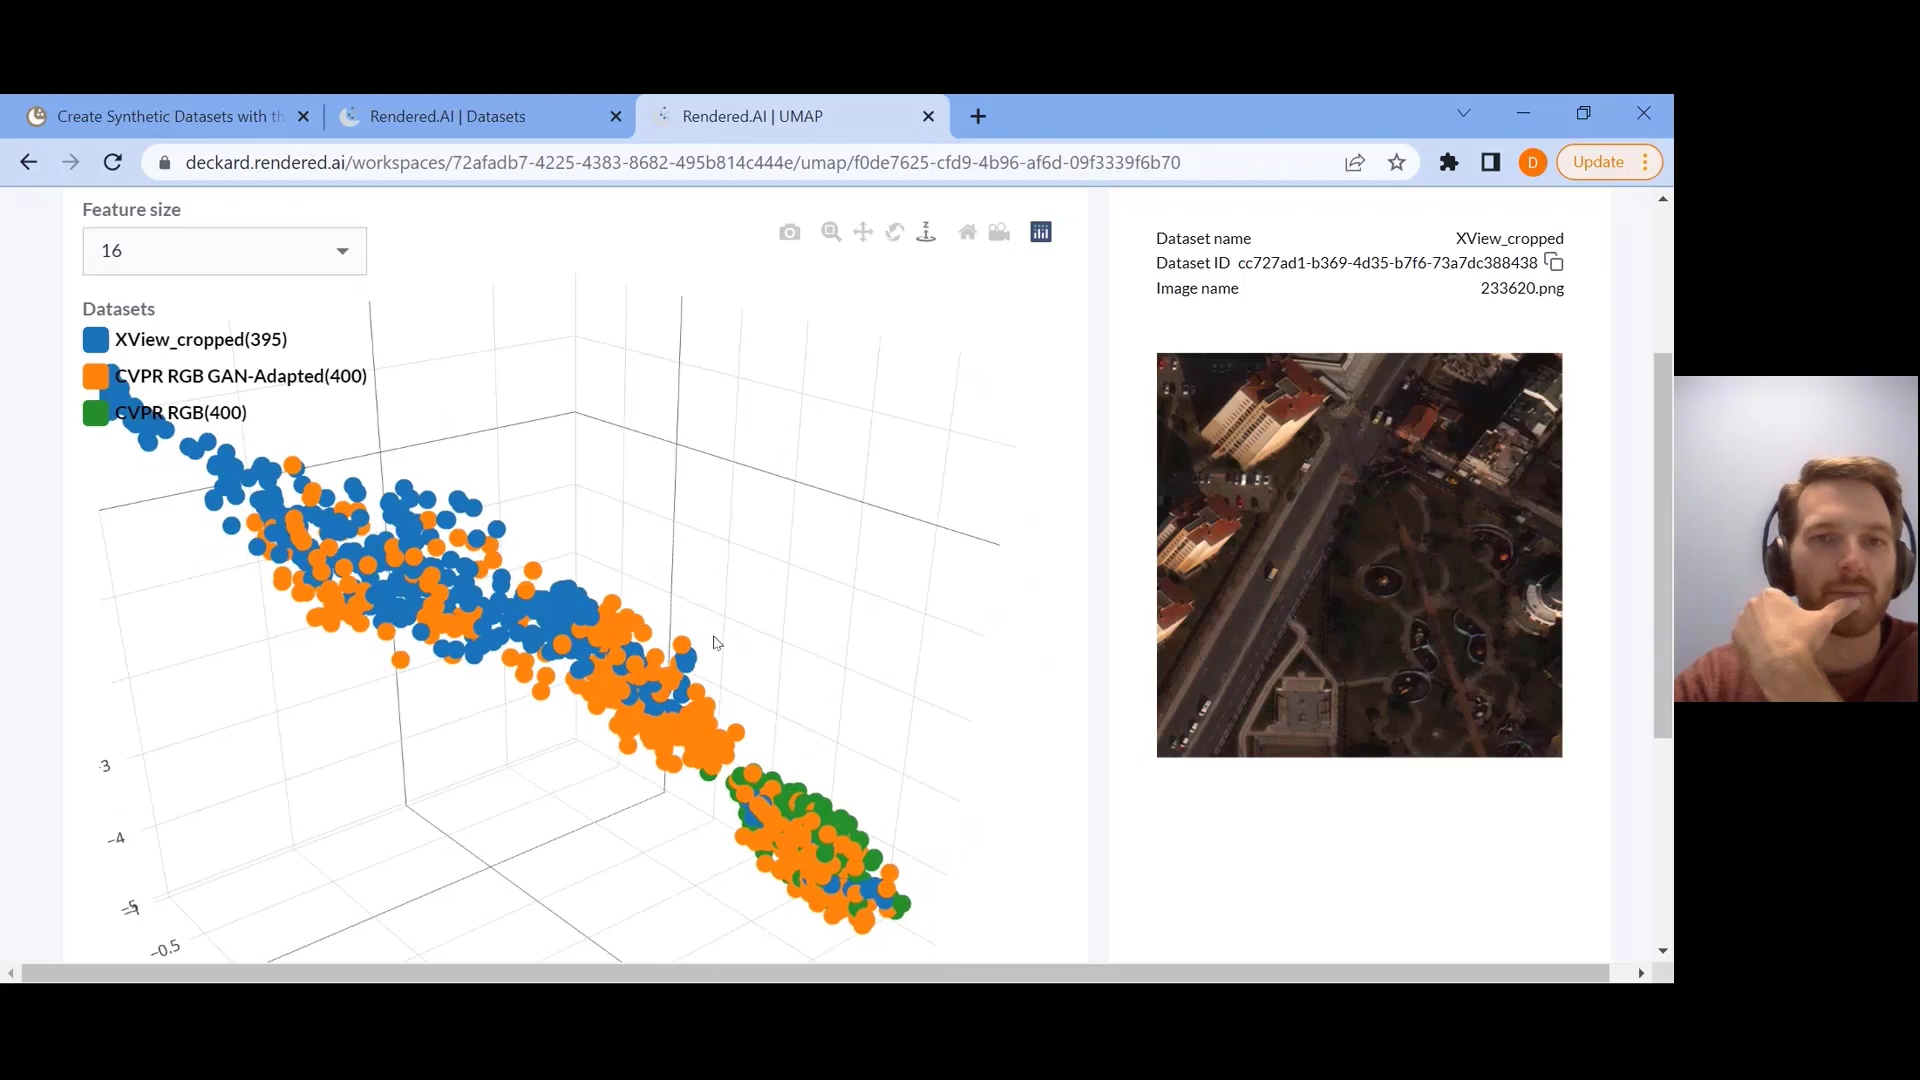 Create Synthetic Datasets with th
Rendered.AI | Datasets
Rendered.AI | UMAP
deckard.rendered.ai/workspaces/72afadb7-4225-4383-8682-495b814c444e/umap/f0de7625-cfd9-4b96-af6d-09f3339f6b70
D
Update
Feature size
16
z
Datasets
XView_cropped(395)
CVPR RGB GAN-Adapted(400)
CVPR RGB(400)
-3
-4
-5
-0.5
Dataset name XView_cropped
Dataset ID cc727ad1-b369-4d35-b7f6-73a7dc388438
Image name 233620.png